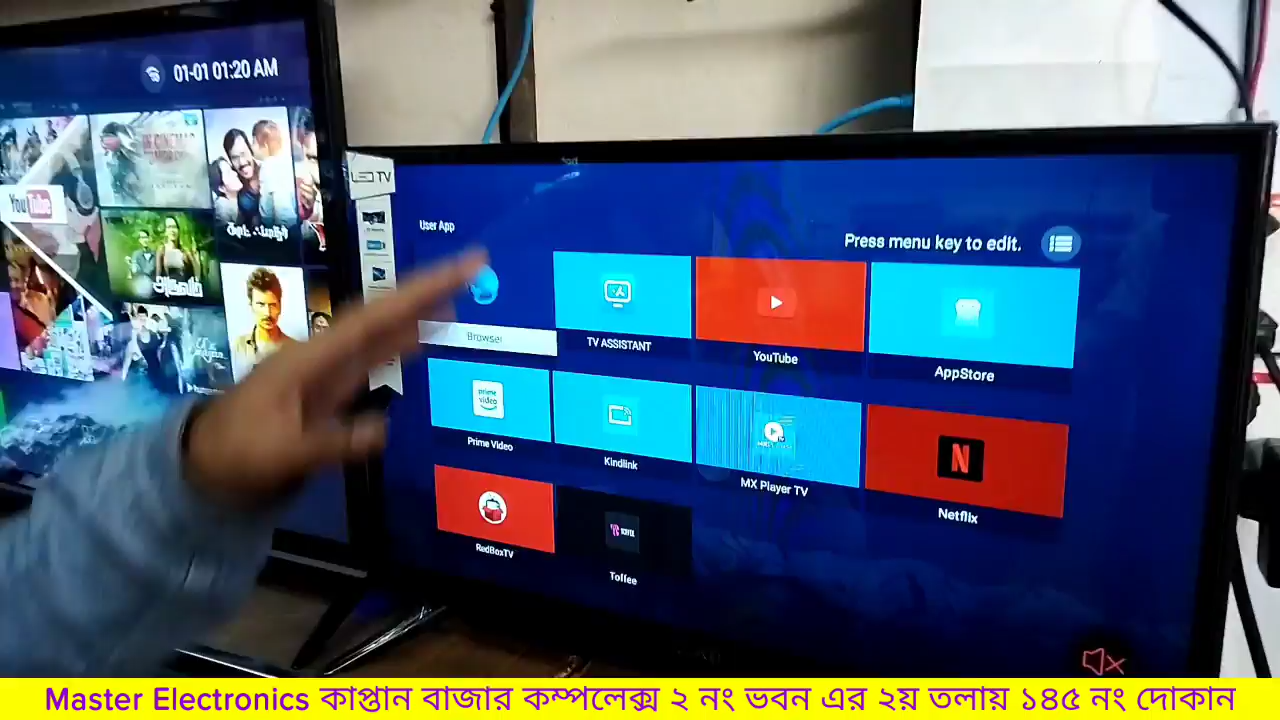 01-01 01:20 AM
YouTube
LED TV
User App
Press menu key to edit.
Browser
TV ASSISTANT
YouTube
AppStore
prime video
Prime Video
Kindlink
MX Player TV
N
Netflix
RedBoxTV
Toffee
Master Electronics কাপ্তান বাজার কম্পলেক্স ২ নং ভবন এর ২য় তলায় ১৪৫ নং দোকান